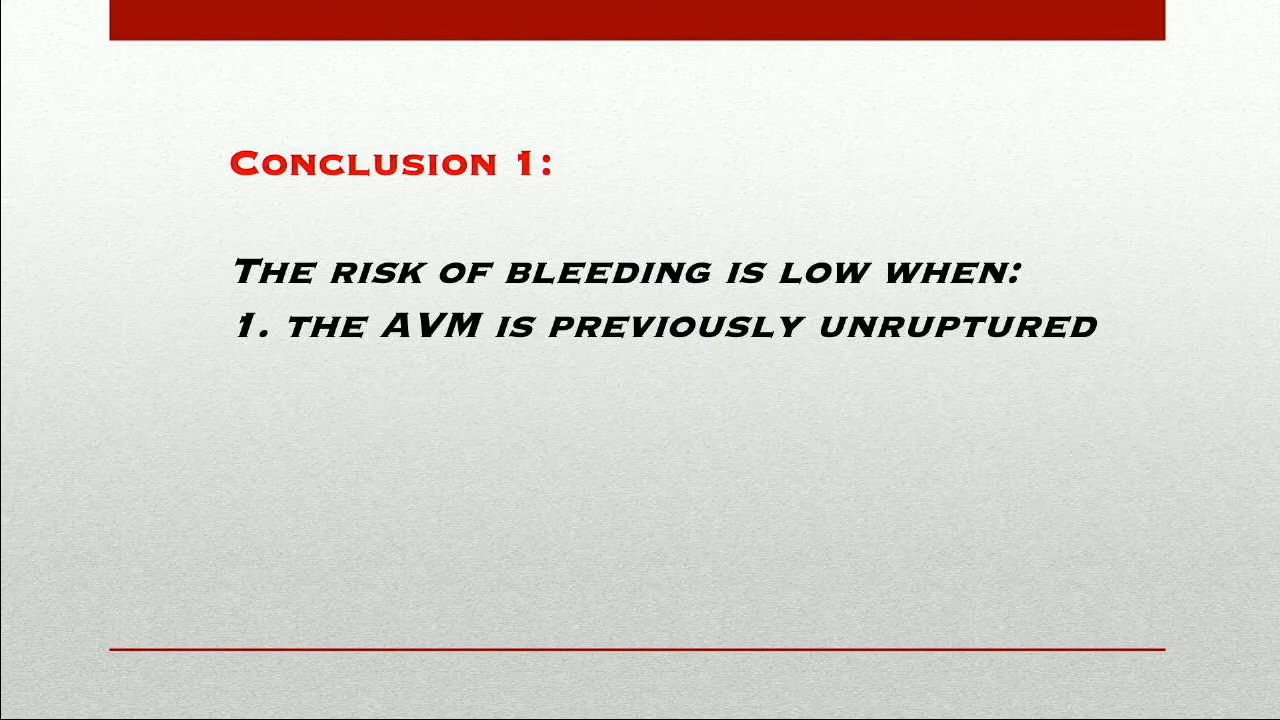 Conclusion 1:
The risk of bleeding is low when:
1. the AVM is previously unruptured